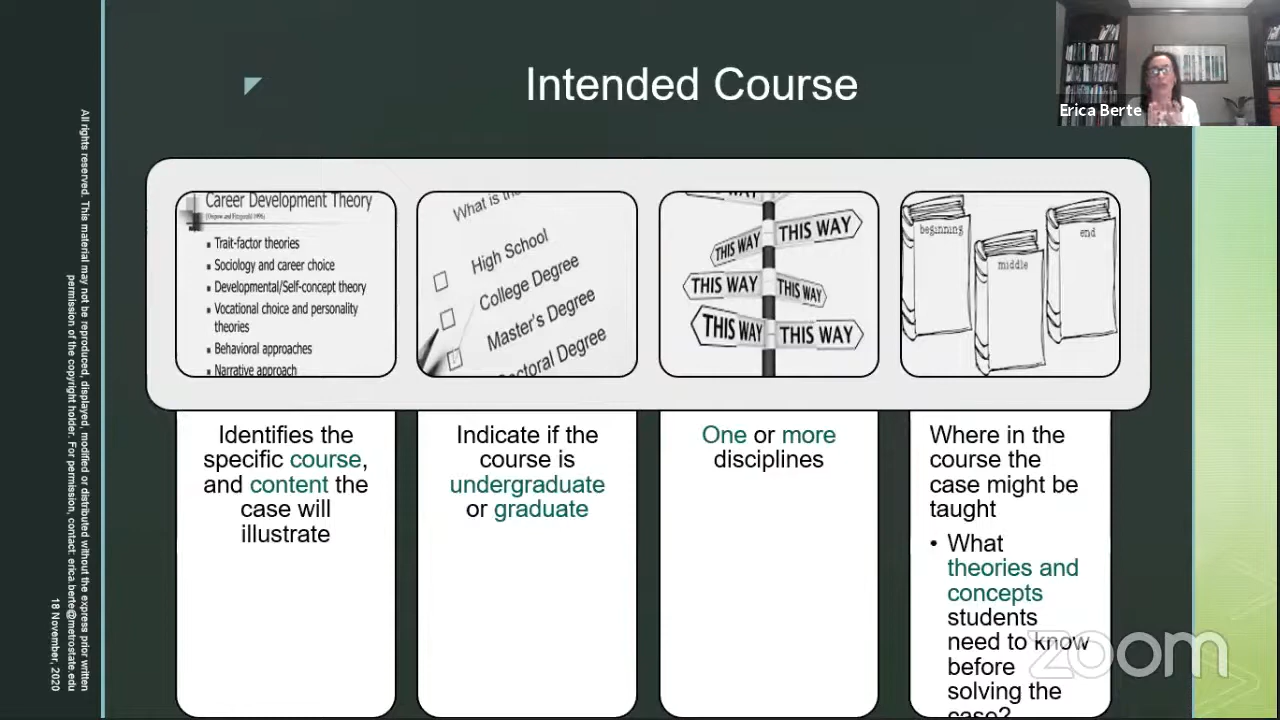 Intended Course
Erica Berte
Career Development Theory
Trait-factor theories
Sociology and career choice
Developmental/Self-concept theory
Vocational choice and personality
theories
Behavioral approaches
Narrative approach
What is the
High School
College Degree
Master's Degree
Doctoral Degree
THIS WAY
THIS WAY
THIS WAY
THIS WAY
THIS WAY
THIS WAY
THIS WAY
beginning
middle
end
Identifies the
specific course,
and content the
case will
illustrate
Indicate if the
course is
undergraduate
or graduate
One or more
disciplines
Where in the
course the
case might be
taught
• What
theories and
concepts
students
need to know
before
solving the
case?
zoom
All rights reserved. This material may not be reproduced, displayed, modified or distributed without the express prior written
permission of the copyright holder. For permission, contact: erica.berte@metrostate.edu
18 November, 2020